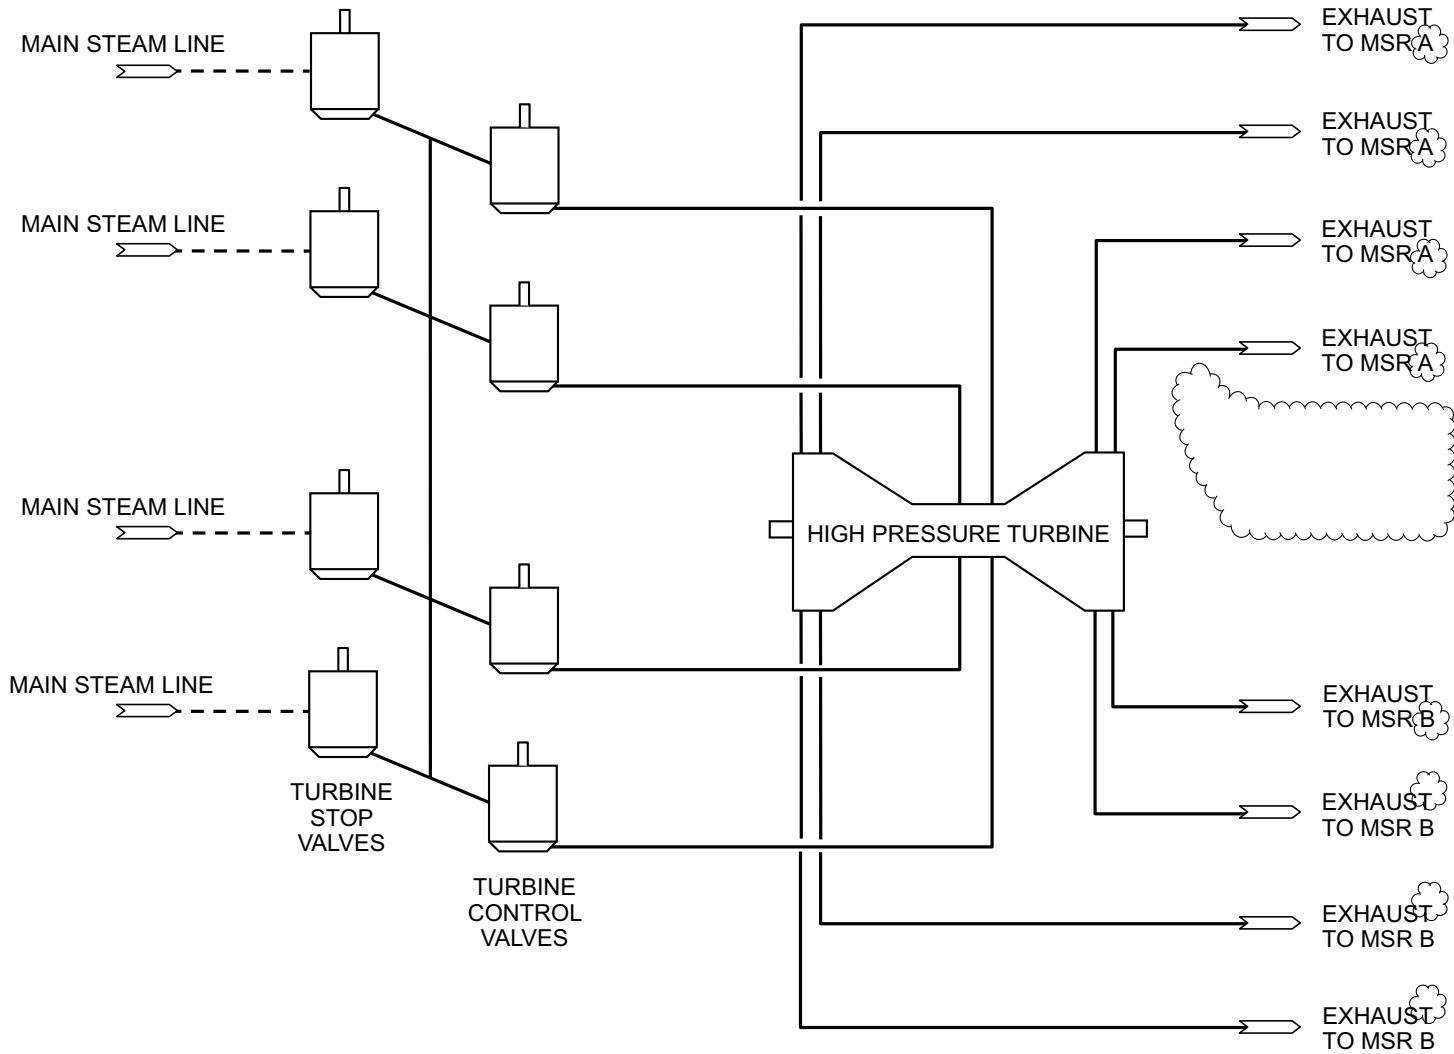 MAIN STEAM LINE
MAIN STEAM LINE
MAIN STEAM LINE
MAIN STEAM LINE
TURBINE
STOP
VALVES
TURBINE
CONTROL
VALVES
HIGH PRESSURE TURBINE
EXHAUST
TO MSR A
EXHAUST
TO MSR A
EXHAUST
TO MSR A
EXHAUST
TO MSR A
EXHAUST
TO MSR B
EXHAUST
TO MSR B
EXHAUST
TO MSR B
EXHAUST
TO MSR B